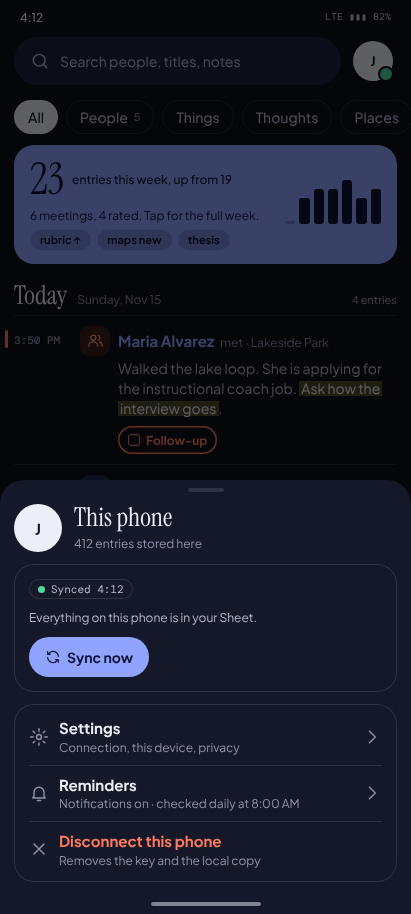 4:12
LTE 82%
Search people, titles, notes
J
All
People 5
Things
Thoughts
Places
23 entries this week, up from 19
6 meetings, 4 rated. Tap for the full week.
rubric ↑
maps new
thesis
Today Sunday, Nov 15
4 entries
3:50 PM
Maria Alvarez met · Lakeside Park
Walked the lake loop. She is applying for
the instructional coach job. Ask how the
interview goes.
Follow-up
J
This phone
412 entries stored here
Synced 4:12
Everything on this phone is in your Sheet.
Sync now
Settings
Connection, this device, privacy
Reminders
Notifications on · checked daily at 8:00 AM
Disconnect this phone
Removes the key and the local copy